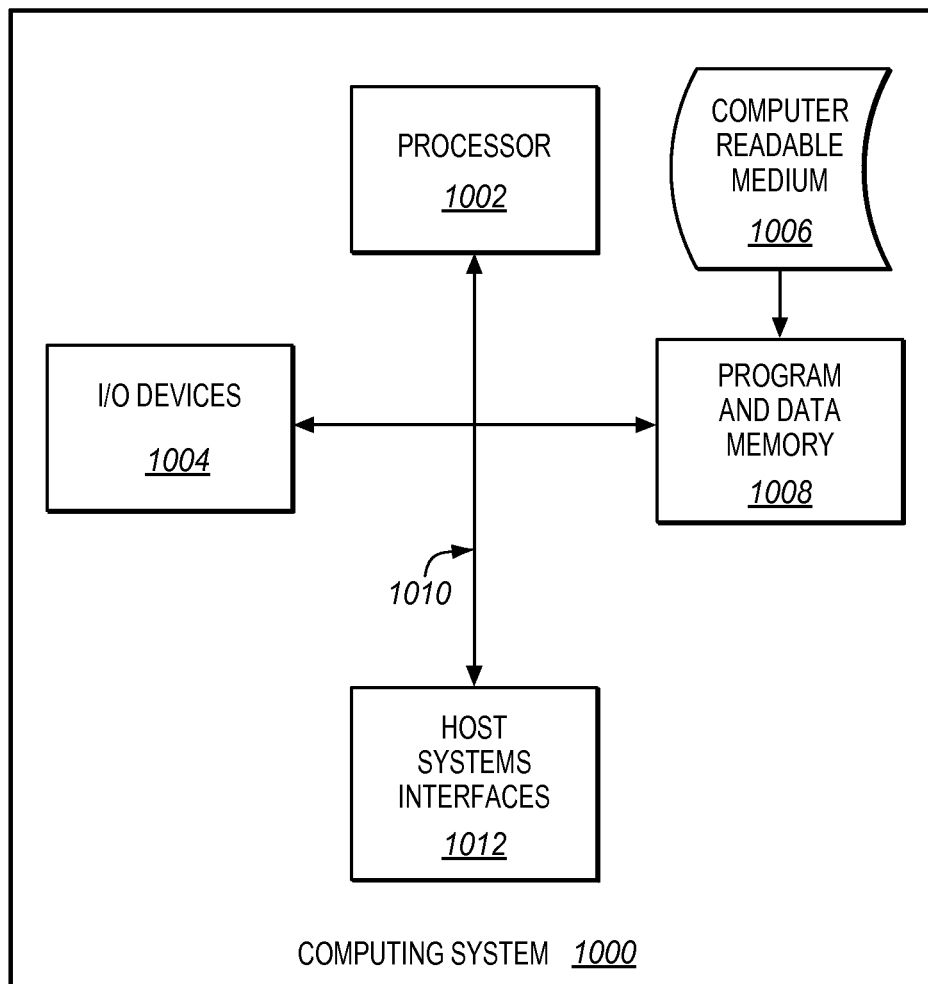 PROCESSOR
1002
COMPUTER
READABLE
MEDIUM
1006
I/O DEVICES
1004
PROGRAM
AND DATA
MEMORY
1008
1010
HOST
SYSTEMS
INTERFACES
1012
COMPUTING SYSTEM 1000